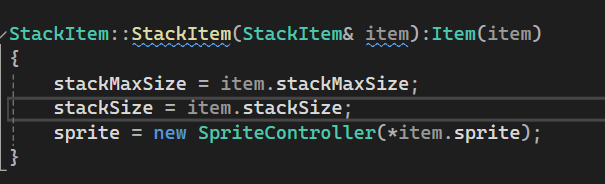 StackItem::StackItem(StackItem& item):Item(item)
{
    stackMaxSize = item.stackMaxSize;
    stackSize = item.stackSize;
    sprite = new SpriteController(*item.sprite);
}